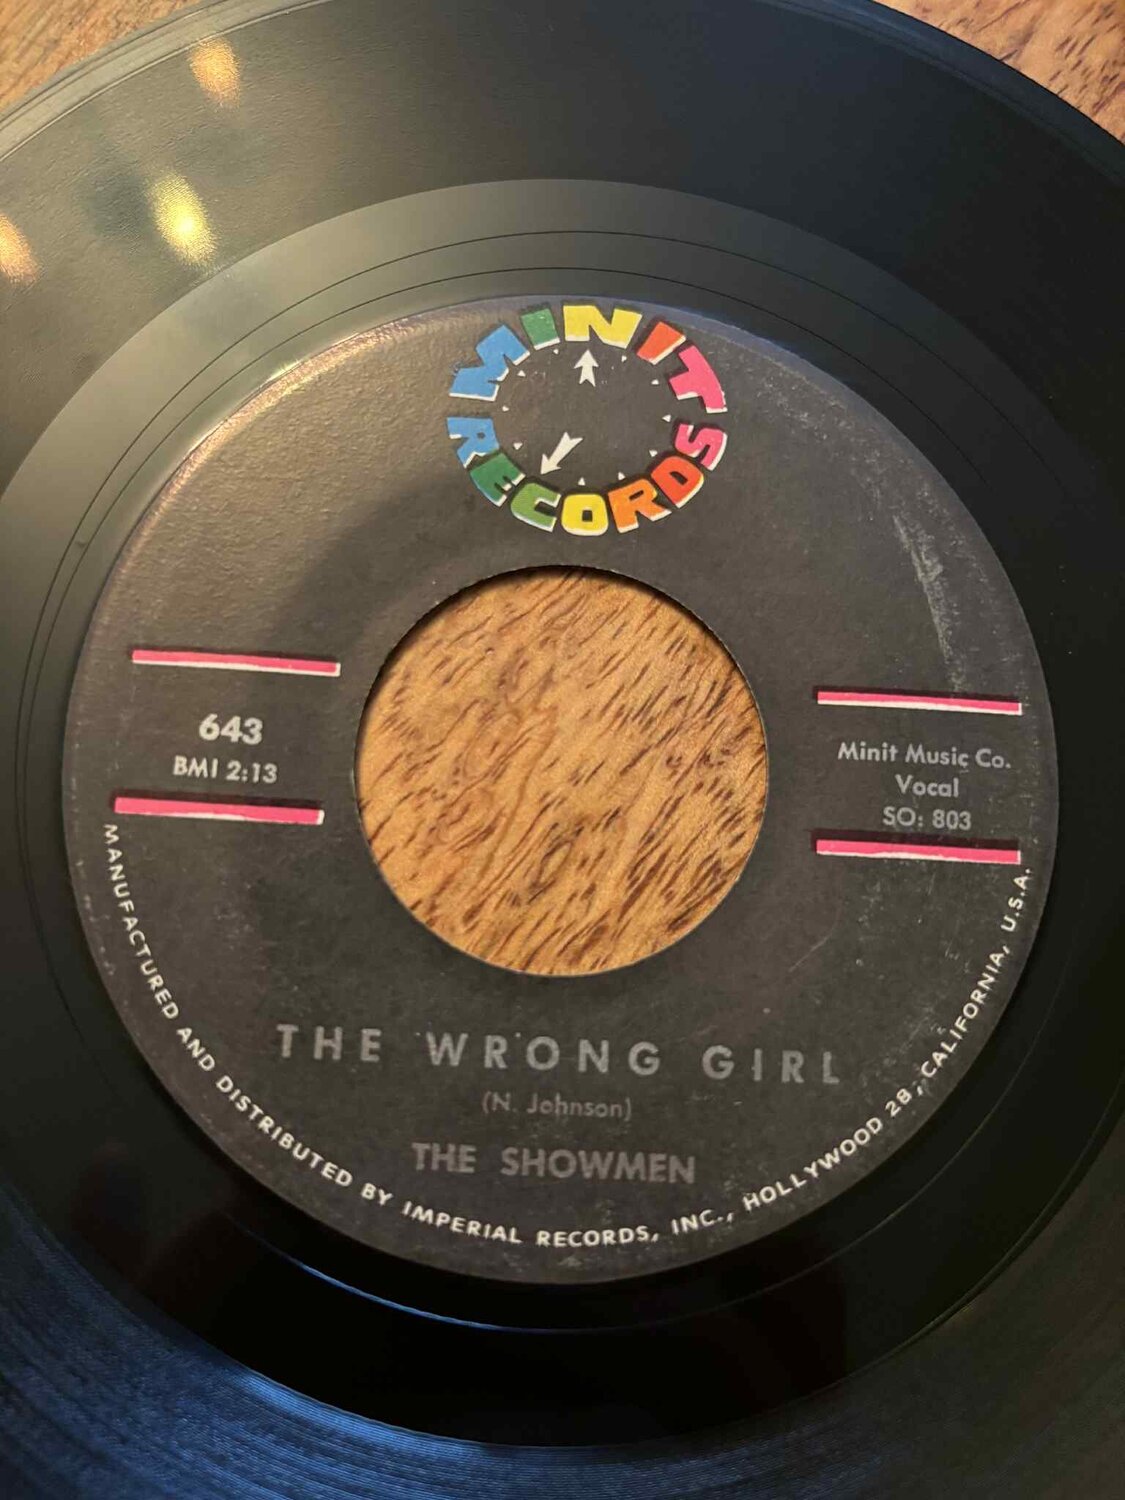 MINIT
RECORDS
643
BMI 2:13
Minit Music Co.
Vocal
SO: 803
THE WRONG GIRL
(N. Johnson)
THE SHOWMEN
MANUFACTURED AND DISTRIBUTED BY IMPERIAL RECORDS, INC., HOLLYWOOD 28, CALIFORNIA, U.S.A.